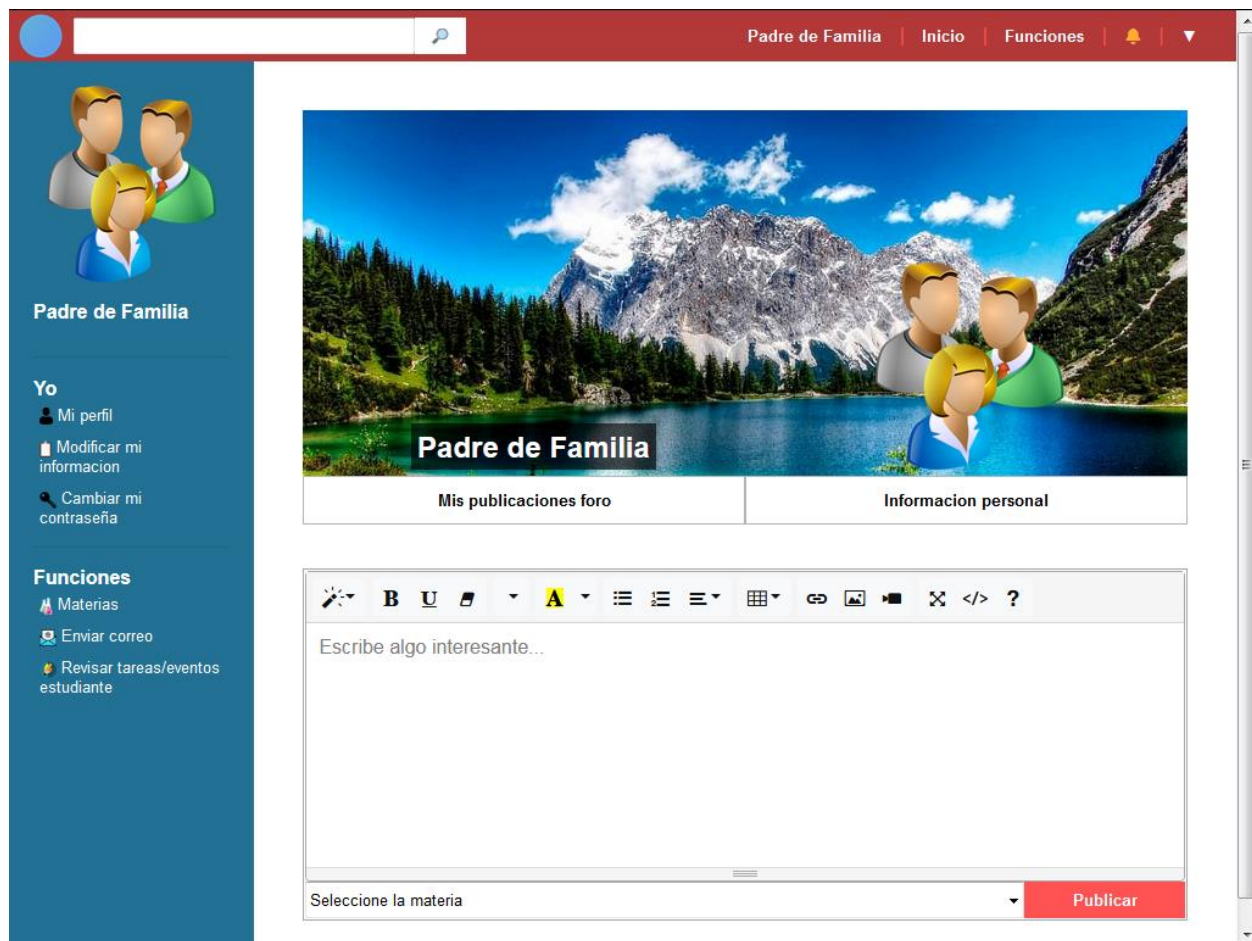 Padre de Familia | Inicio | Funciones | ▼
Padre de Familia
Yo
Mi perfil
Modificar mi
informacion
Cambiar mi
contraseña
Funciones
Materias
Enviar correo
Revisar tareas/eventos
estudiante
Padre de Familia
Mis publicaciones foro
Informacion personal
B U A </> ?
Escribe algo interesante...
Seleccione la materia
Publicar